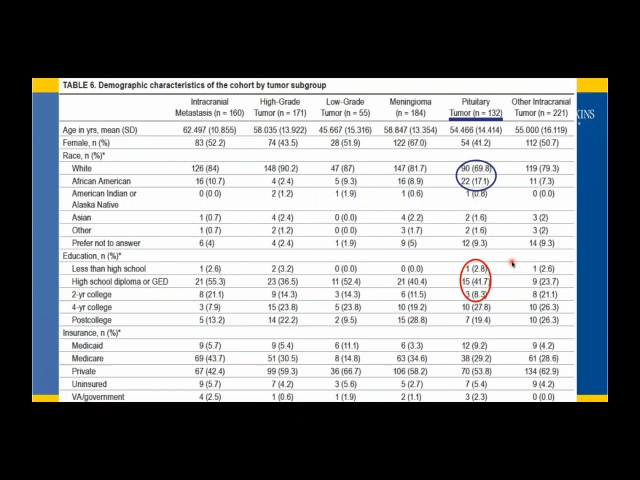 TABLE 6. Demographic characteristics of the cohort by tumor subgroup
Intracranial Metastasis (n = 160) High-Grade Tumor (n = 171) Low-Grade Tumor (n = 55) Meningioma (n = 184) Pituitary Tumor (n = 132) Other Intracranial Tumor (n = 221)
Age in yrs, mean (SD) 62.497 (10.855) 58.035 (13.922) 45.667 (15.316) 58.847 (13.354) 54.466 (14.414) 55.000 (16.119)
Female, n (%) 83 (52.2) 74 (43.5) 28 (51.9) 122 (67.0) 54 (41.2) 112 (50.7)
Race, n (%)*
White 126 (84) 148 (90.2) 47 (87) 147 (81.7) 90 (69.8) 119 (79.3)
African American 16 (10.7) 4 (2.4) 5 (9.3) 16 (8.9) 22 (17.1) 11 (7.3)
American Indian or 0 (0.0) 2 (1.2) 1 (1.9) 1 (0.6) 1 (0.8) 0 (0.0)
Alaska Native
Asian 1 (0.7) 4 (2.4) 0 (0.0) 4 (2.2) 2 (1.6) 3 (2)
Other 1 (0.7) 2 (1.2) 0 (0.0) 3 (1.7) 2 (1.6) 3 (2)
Prefer not to answer 6 (4) 4 (2.4) 1 (1.9) 9 (5) 12 (9.3) 14 (9.3)
Education, n (%)*
Less than high school 1 (2.6) 2 (3.2) 0 (0.0) 0 (0.0) 1 (2.8) 1 (2.6)
High school diploma or GED 21 (55.3) 23 (36.5) 11 (52.4) 21 (40.4) 15 (41.7) 9 (23.7)
2-yr college 8 (21.1) 9 (14.3) 3 (14.3) 6 (11.5) 3 (8.3) 8 (21.1)
4-yr college 3 (7.9) 15 (23.8) 5 (23.8) 10 (19.2) 10 (27.8) 10 (26.3)
Postcollege 5 (13.2) 14 (22.2) 2 (9.5) 15 (28.8) 7 (19.4) 10 (26.3)
Insurance, n (%)*
Medicaid 9 (5.7) 9 (5.4) 6 (11.1) 6 (3.3) 12 (9.2) 9 (4.2)
Medicare 69 (43.7) 51 (30.5) 8 (14.8) 63 (34.6) 38 (29.2) 61 (28.6)
Private 67 (42.4) 99 (59.3) 36 (66.7) 106 (58.2) 70 (53.8) 134 (62.9)
Uninsured 9 (5.7) 7 (4.2) 3 (5.6) 5 (2.7) 7 (5.4) 9 (4.2)
VA/government 4 (2.5) 1 (0.6) 1 (1.9) 2 (1.1) 3 (2.3) 0 (0.0)